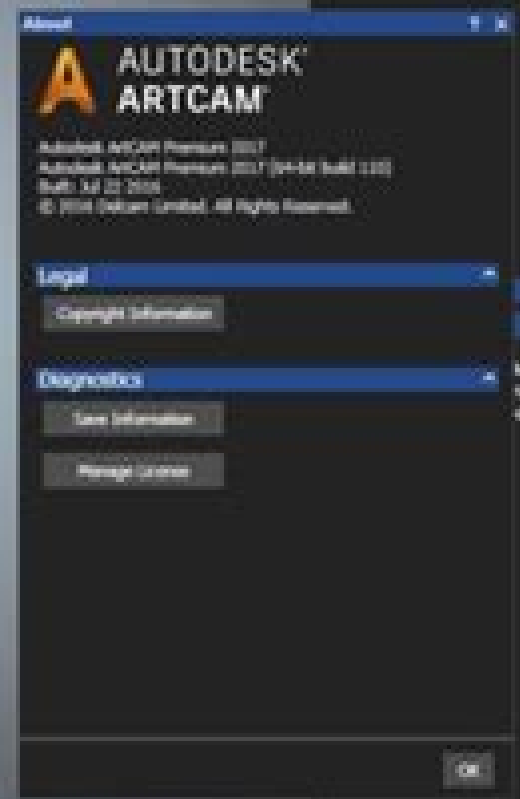 About
AUTODESK®
ARTCAM®
Autodesk ArtCAM Premium 2017
Autodesk ArtCAM Premium 2017 [64-bit build 110]
Built: Jul 22 2016
© 2016 Delcam Limited. All Rights Reserved.
Legal
Copyright Information
Diagnostics
Save Information
Manage License
OK